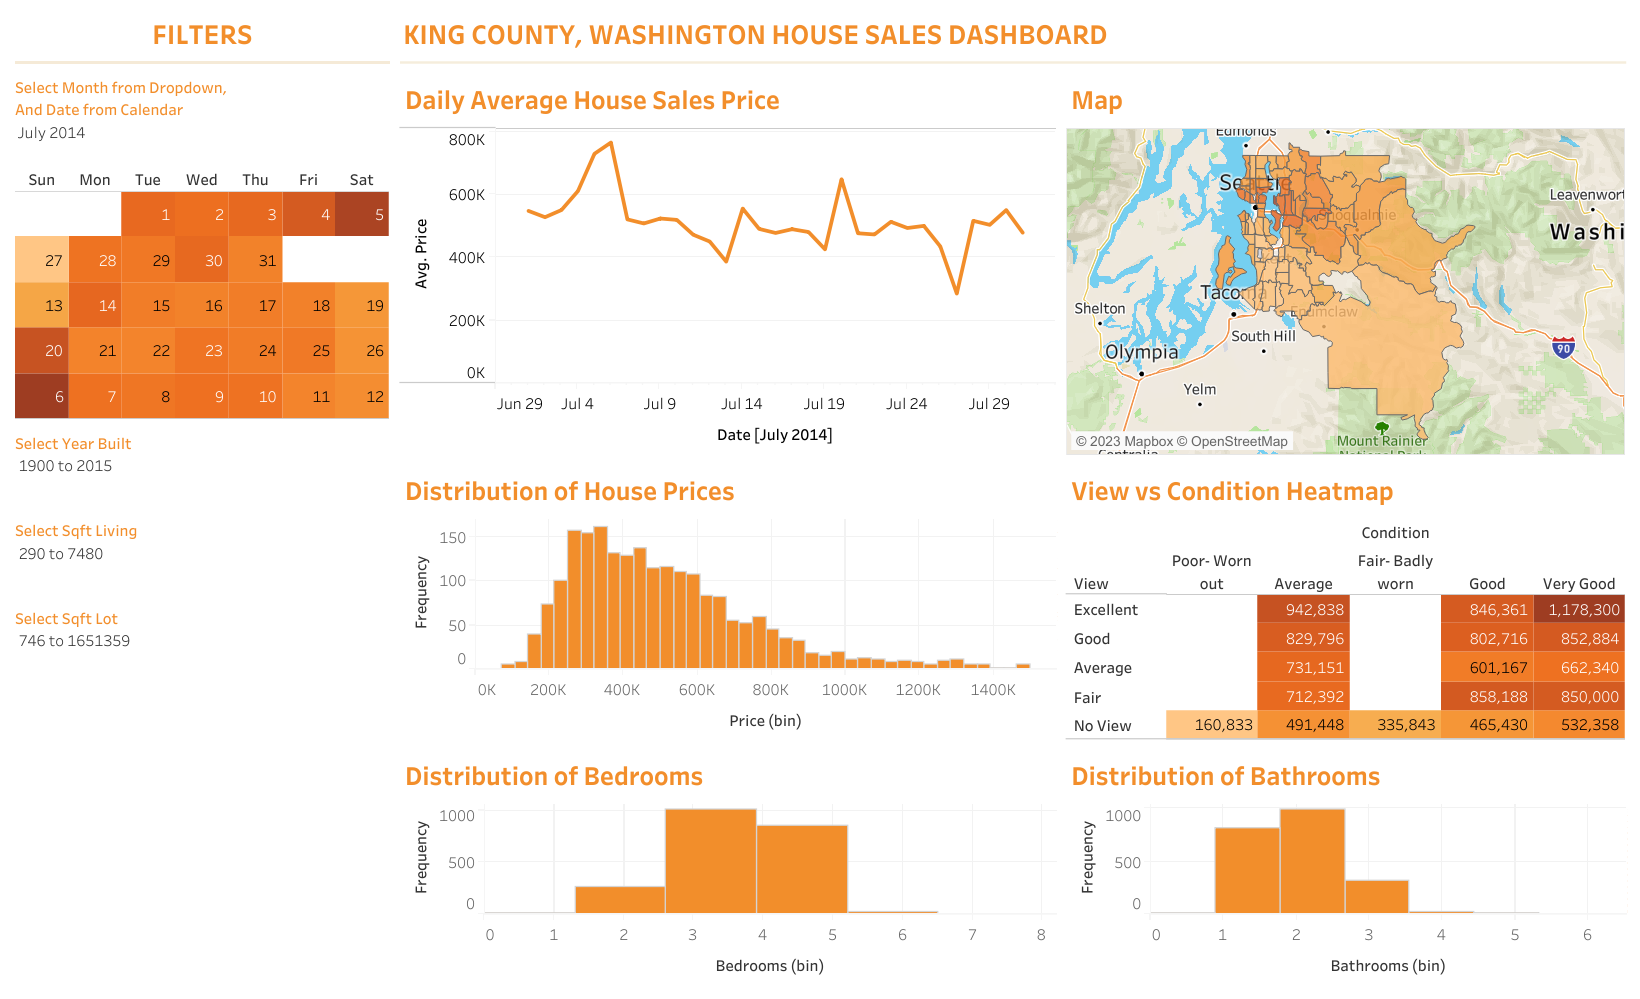 FILTERS
KING COUNTY, WASHINGTON HOUSE SALES DASHBOARD
Select Month from Dropdown,
And Date from Calendar
July 2014
Sun Mon Tue Wed Thu Fri Sat
1 2 3 4 5
27 28 29 30 31
13 14 15 16 17 18 19
20 21 22 23 24 25 26
6 7 8 9 10 11 12
Select Year Built
1900 to 2015
Select Sqft Living
290 to 7480
Select Sqft Lot
746 to 1651359
Daily Average House Sales Price
800K
600K
400K
200K
0K
Avg. Price
Jun 29 Jul 4 Jul 9 Jul 14 Jul 19 Jul 24 Jul 29
Date [July 2014]
Map
Edmonds
Seattle
Snoqualmie
Leavenwort
Washi
Tacoma
Enumclaw
Shelton
South Hill
Olympia
90
Yelm
Mount Rainier
National Park
© 2023 Mapbox © OpenStreetMap
Centralia
Distribution of House Prices
150
100
50
0
Frequency
0K 200K 400K 600K 800K 1000K 1200K 1400K
Price (bin)
View vs Condition Heatmap
Condition
Poor- Worn Fair- Badly
View out Average worn Good Very Good
Excellent 942,838 846,361 1,178,300
Good 829,796 802,716 852,884
Average 731,151 601,167 662,340
Fair 712,392 858,188 850,000
No View 160,833 491,448 335,843 465,430 532,358
Distribution of Bedrooms
1000
500
0
Frequency
0 1 2 3 4 5 6 7 8
Bedrooms (bin)
Distribution of Bathrooms
1000
500
0
Frequency
0 1 2 3 4 5 6
Bathrooms (bin)